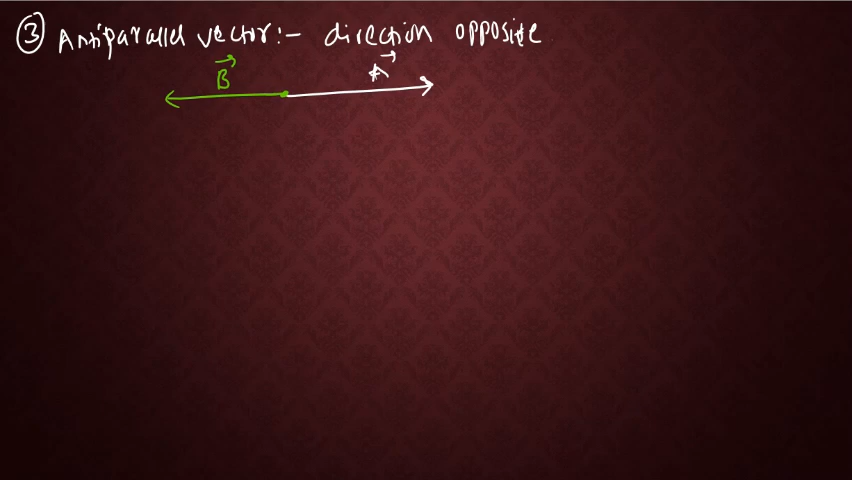 ③ Antiparallel vector:- direction opposite
B⃗ A⃗